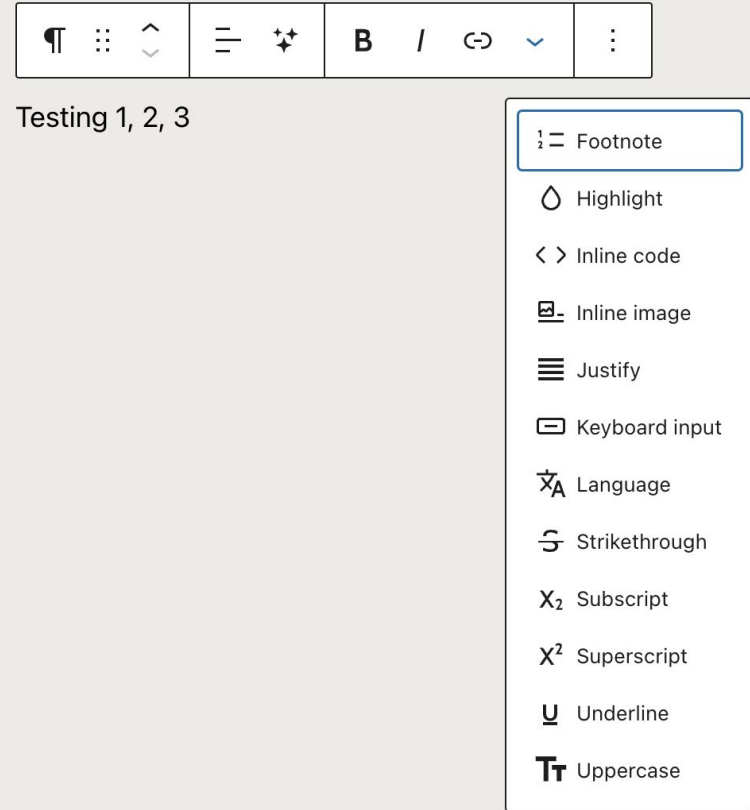 B I
Testing 1, 2, 3
Footnote
Highlight
Inline code
Inline image
Justify
Keyboard input
Language
Strikethrough
Subscript
Superscript
Underline
Uppercase